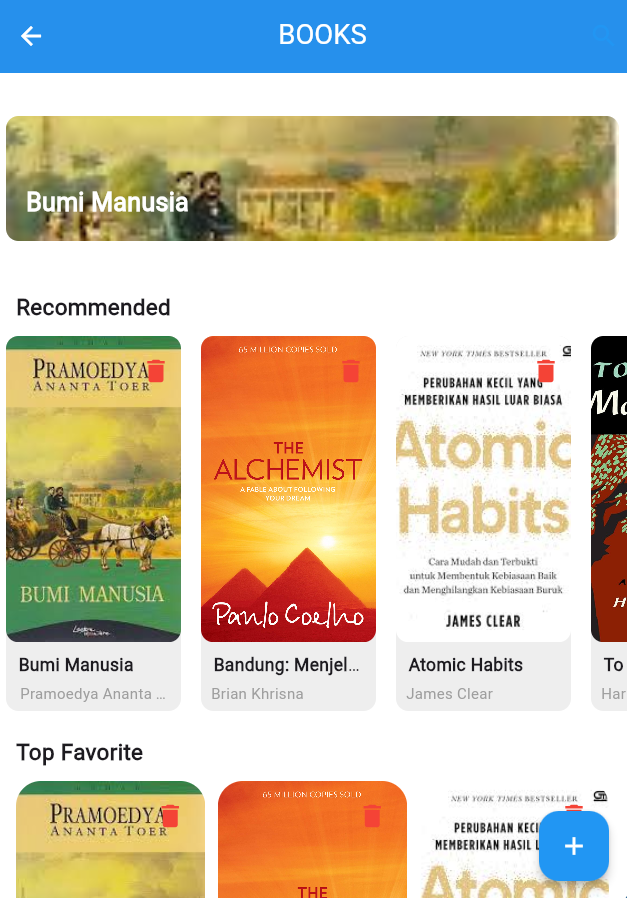 BOOKS
Bumi Manusia
Recommended
PRAMOEDYA
ANANTA TOER
BUMI MANUSIA
65 MILLION COPIES SOLD
THE
ALCHEMIST
A FABLE ABOUT FOLLOWING
YOUR DREAM
Paulo Coelho
NEW YORK TIMES BESTSELLER
PERUBAHAN KECIL YANG
MEMBERIKAN HASIL LUAR BIASA
Atomic
Habits
Cara Mudah dan Terbukti
untuk Membentuk Kebiasaan Baik
dan Menghilangkan Kebiasaan Buruk
JAMES CLEAR
TO
Bumi Manusia
Pramoedya Ananta ...
Bandung: Menjel...
Brian Khrisna
Atomic Habits
James Clear
To
Har
Top Favorite
PRAMOEDYA
ANANTA TOER
65 MILLION COPIES SOLD
THE
NEW YORK TIMES BESTSELLER
PERUBAHAN KECI
MEMBERIKAN HASIL L
Atomic
+